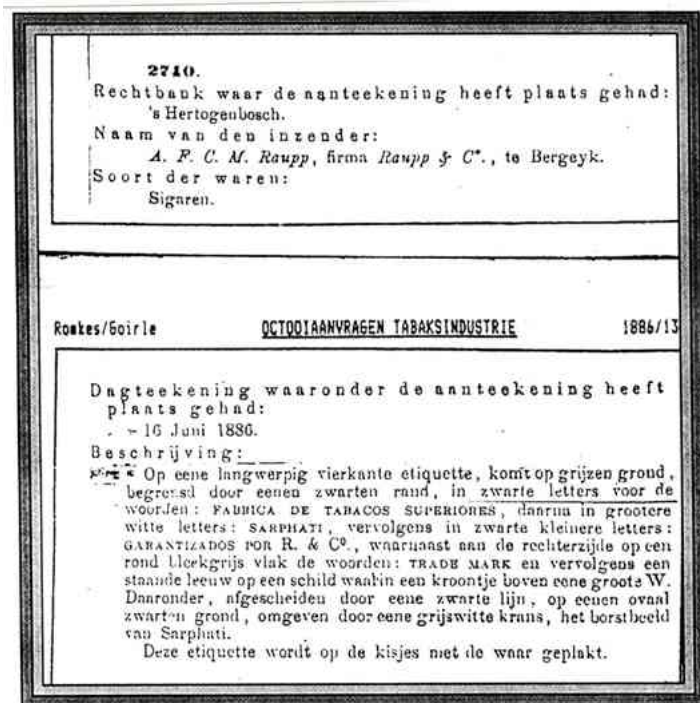 2710.
Rechtbank waar de aanteekening heeft plaats gehad:
's Hertogenbosch.
Naam van den inzender:
A. F. C. M. Raupp, firma Raupp & C°., te Bergeyk.
Soort der waren:
Sigaren.
Romkes/Goirle OCTOOIAANVRAGEN TABAKSINDUSTRIE 1886/13
Dagteekening waaronder de aanteekening heeft
plaats gehad:
16 Juni 1886.
Beschrijving:
Op eene langwerpig vierkante etiquette, komt op grijzen grond,
begrensd door eenen zwarten rand, in zwarte letters voor de
woorden: FABRICA DE TABACOS SUPERIORES, daarna in grootere
witte letters: SARPHATI, vervolgens in zwarte kleinere letters:
GARANTIZADOS POR R. & C°., waarnaast aan de rechterzijde op een
rond bleekgrijs vlak de woorden: TRADE MARK en vervolgens een
staande leeuw op een schild waarin een kroontje boven eene groote W.
Daaronder, afgescheiden door eene zwarte lijn, op eenen ovaal
zwarten grond, omgeven door eene grijswitte krans, het borstbeeld
van Sarphati.
Deze etiquette wordt op de kisjes met de waar geplakt.